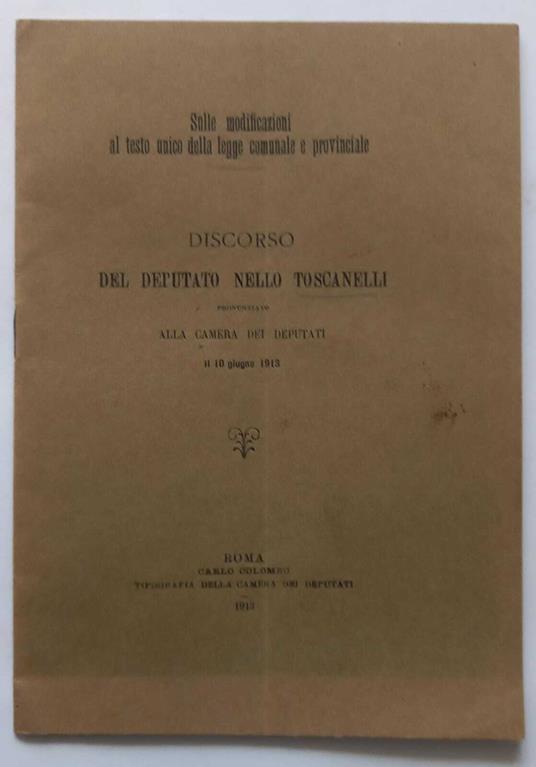 Sulle modificazioni
al testo unico della legge comunale e provinciale
DISCORSO
DEL DEPUTATO NELLO TOSCANELLI
PRONUNZIATO
ALLA CAMERA DEI DEPUTATI
il 10 giugno 1913
ROMA
CARLO COLOMBO
TIPOGRAFIA DELLA CAMERA DEI DEPUTATI
1913